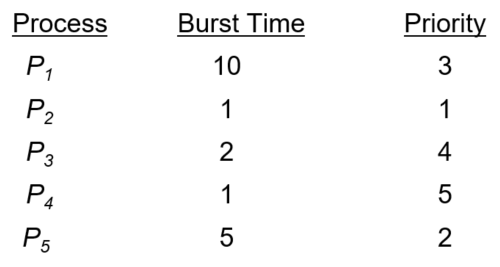 Process Burst Time Priority
P1 10 3
P2 1 1
P3 2 4
P4 1 5
P5 5 2